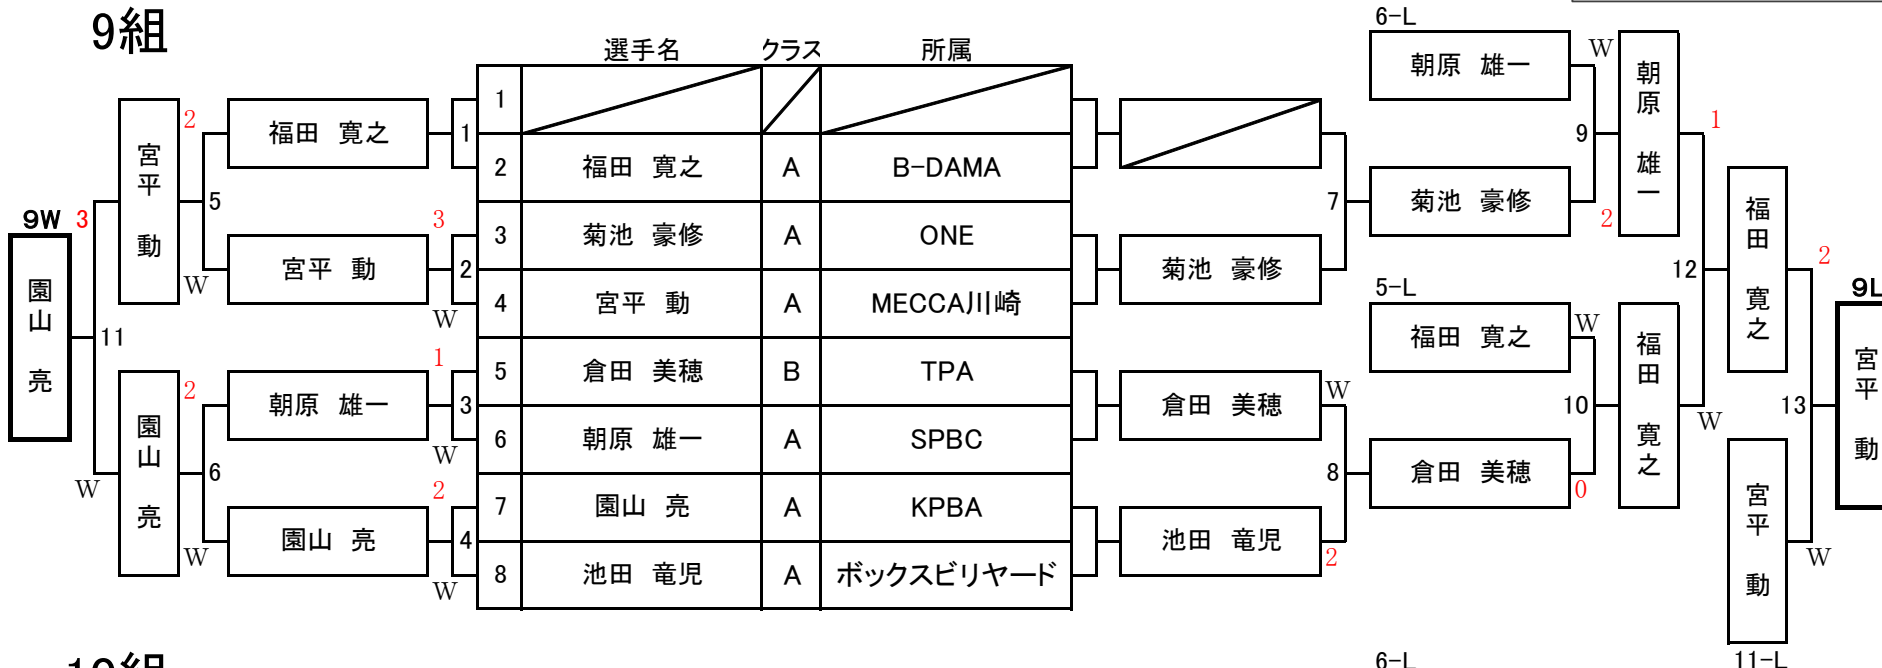 9組
選手名 クラス 所属
1
2 福田 寛之 A B-DAMA
3 菊池 豪修 A ONE
4 宮平 動 A MECCA川崎
5 倉田 美穂 B TPA
6 朝原 雄一 A SPBC
7 園山 亮 A KPBA
8 池田 竜児 A ボックスビリヤード
9W 3
園山 亮
11
W
宮平 動
2
5
W
園山 亮
2
6
W
福田 寛之
1
宮平 動
3
2
W
朝原 雄一
1
3
W
園山 亮
2
4
W
菊池 豪修
7
倉田 美穂
W
8
池田 竜児
2
6-L
朝原 雄一
W
9
菊池 豪修
2
5-L
福田 寛之
W
10
倉田 美穂
0
朝原 雄一
1
12
福田 寛之
W
福田 寛之
2
13
宮平 動
W
11-L
9L
宮平 動
6-L